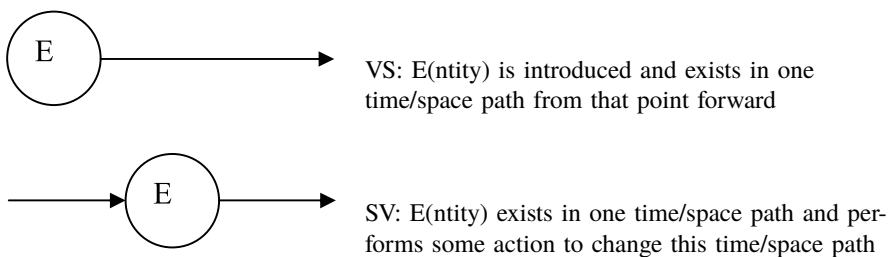 E
VS: E(ntity) is introduced and exists in one
time/space path from that point forward
E
SV: E(ntity) exists in one time/space path and per-
forms some action to change this time/space path